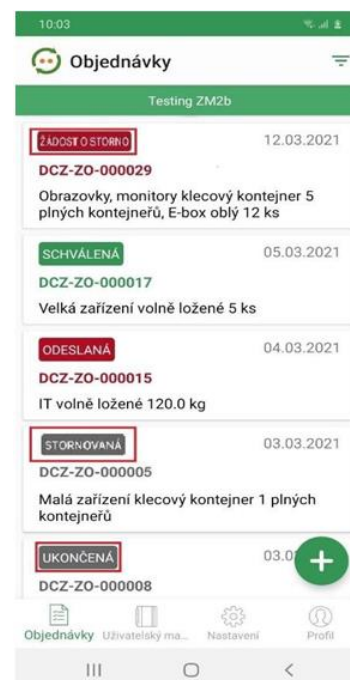 10:03
Objednávky
Testing ZM2b
ŽÁDOST O STORNO
12.03.2021
DCZ-ZO-000029
Obrazovky, monitory klecový kontejner 5
plných kontejnerů, E-box oblý 12 ks
SCHVÁLENÁ
05.03.2021
DCZ-ZO-000017
Velká zařízení volně ložené 5 ks
ODESLANÁ
04.03.2021
DCZ-ZO-000015
IT volně ložené 120.0 kg
STORNOVANÁ
03.03.2021
DCZ-ZO-000005
Malá zařízení klecový kontejner 1 plných
kontejnerů
UKONČENÁ
03.0
DCZ-ZO-000008
Objednávky Uživatelský ma... Nastavení Profil